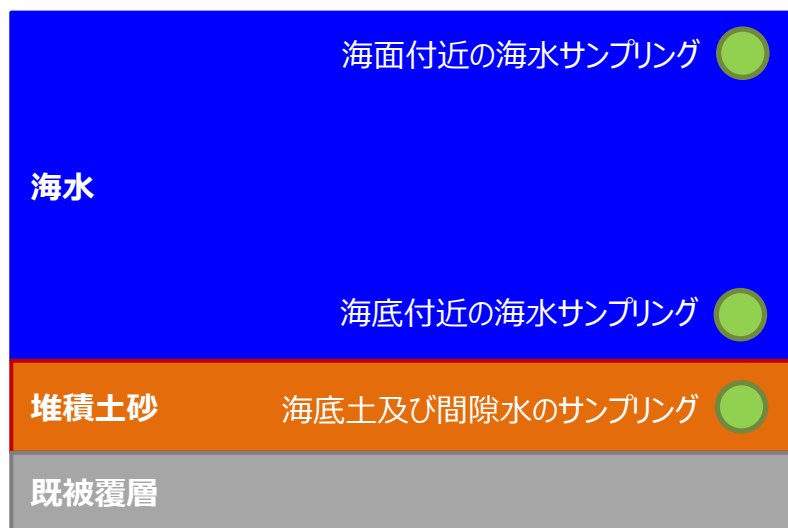 海面付近の海水サンプリング
海水
海底付近の海水サンプリング
堆積土砂
海底土及び間隙水のサンプリング
既被覆層